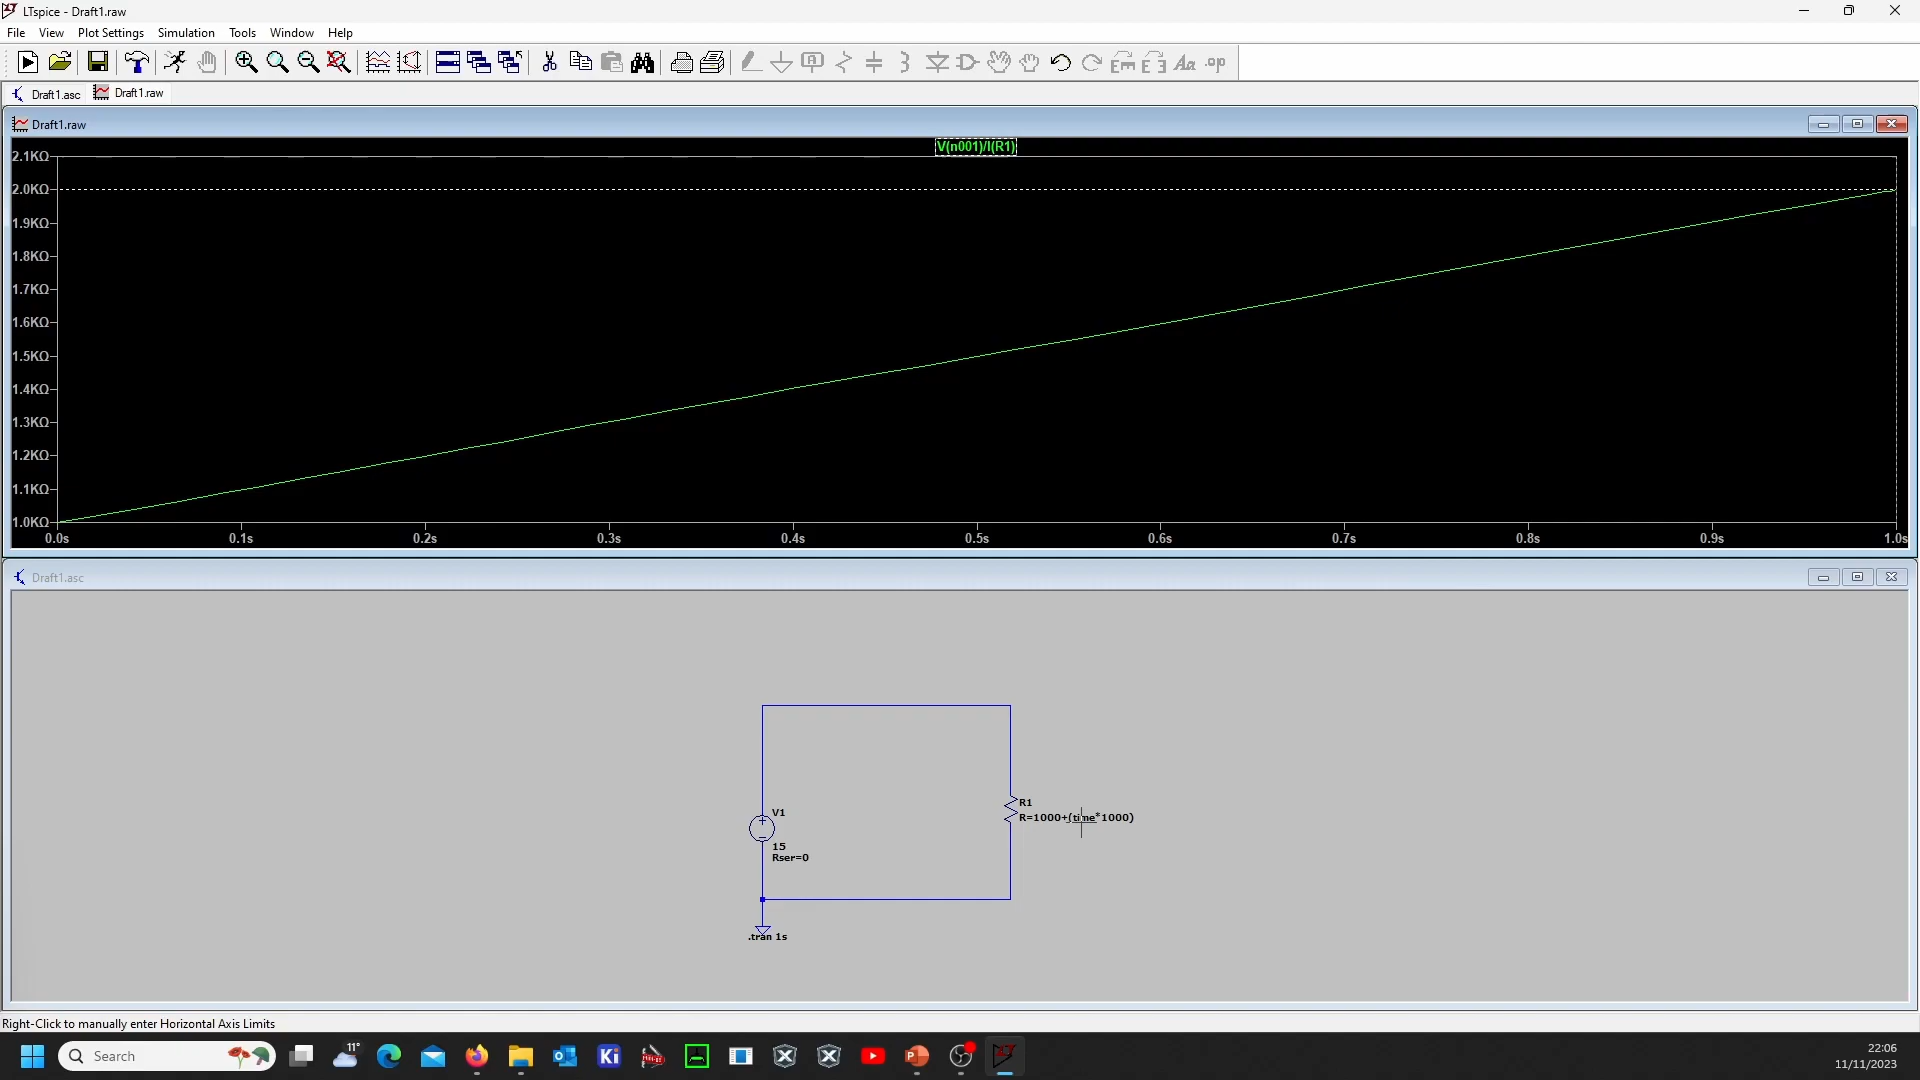 LTspice - Draft1.raw
File View Plot Settings Simulation Tools Window Help
Draft1.asc Draft1.raw
Draft1.raw
V(n001)/I(R1)
2.1KΩ
2.0KΩ
1.9KΩ
1.8KΩ
1.7KΩ
1.6KΩ
1.5KΩ
1.4KΩ
1.3KΩ
1.2KΩ
1.1KΩ
1.0KΩ
0.0s 0.1s 0.2s 0.3s 0.4s 0.5s 0.6s 0.7s 0.8s 0.9s 1.0s
Draft1.asc
R1
R=1000+(time*1000)
V1
15
Rser=0
.tran 1s
Right-Click to manually enter Horizontal Axis Limits
Search
11°
Ki
22:06
11/11/2023